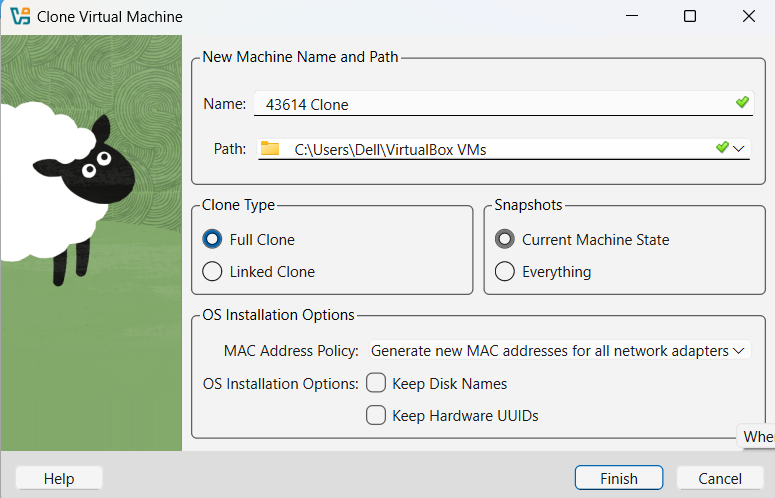 Clone Virtual Machine
New Machine Name and Path
Name: 43614 Clone
Path: C:\Users\Dell\VirtualBox VMs
Clone Type
Full Clone
Linked Clone
Snapshots
Current Machine State
Everything
OS Installation Options
MAC Address Policy: Generate new MAC addresses for all network adapters
OS Installation Options: Keep Disk Names
Keep Hardware UUIDs
Help
Finish
Cancel